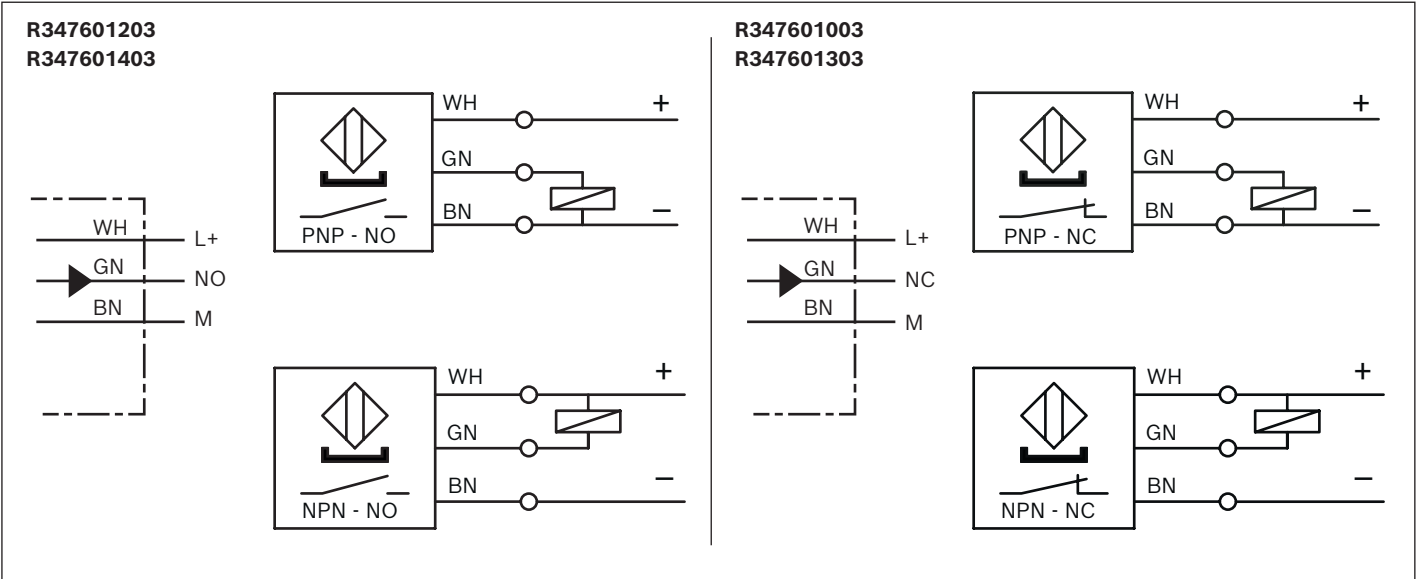 R347601203
R347601403
WH
+
GN
BN
−
PNP - NO
WH
L+
GN
NO
BN
M
WH
+
GN
BN
−
NPN - NO
R347601003
R347601303
WH
+
GN
BN
−
PNP - NC
WH
L+
GN
NC
BN
M
WH
+
GN
BN
−
NPN - NC